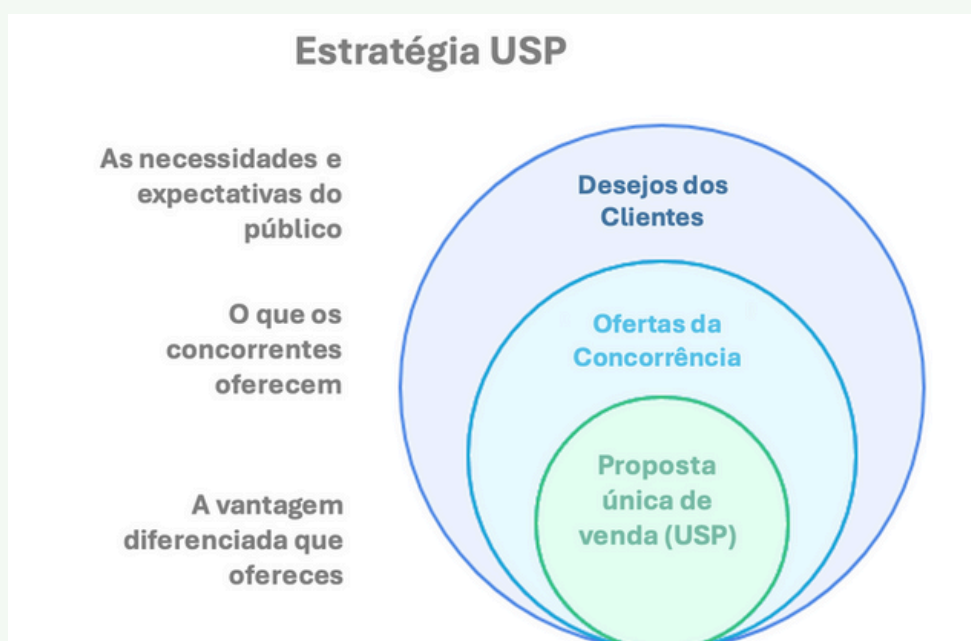 Estratégia USP
As necessidades e
expectativas do
público
Desejos dos
Clientes
O que os
concorrentes
oferecem
Ofertas da
Concorrência
A vantagem
diferenciada que
ofereces
Proposta
única de
venda (USP)